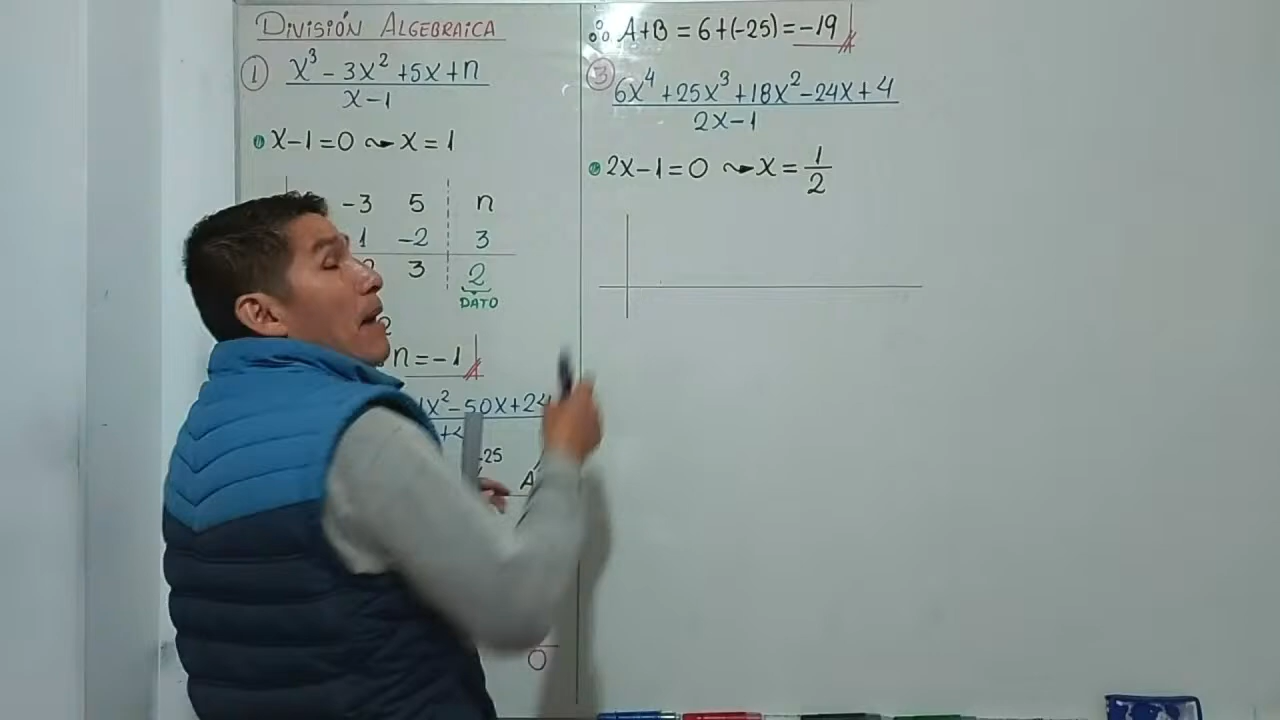 DIVISIÓN ALGEBRAICA
① x³ - 3x² + 5x + n
x - 1
x - 1 = 0 ⤳ x = 1
-3 5 n
1 -2 3
3 2
DATO
n = -1
x² - 50x + 24
-25
A
0
∴ A+B = 6+(-25) = -19
③ 6x⁴ + 25x³ + 18x² - 24x + 4
2x - 1
2x - 1 = 0 ⤳ x = 1/2